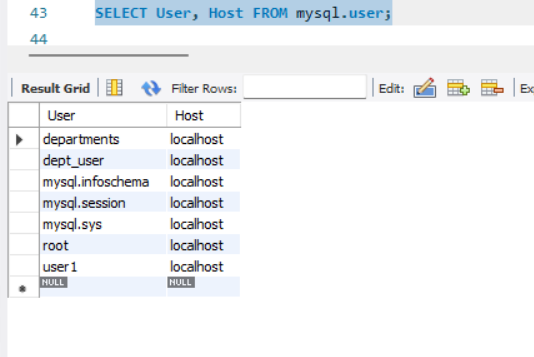 43 SELECT User, Host FROM mysql.user;
44
Result Grid Filter Rows: Edit: Ex
User Host
departments localhost
dept_user localhost
mysql.infoschema localhost
mysql.session localhost
mysql.sys localhost
root localhost
user1 localhost
NULL NULL